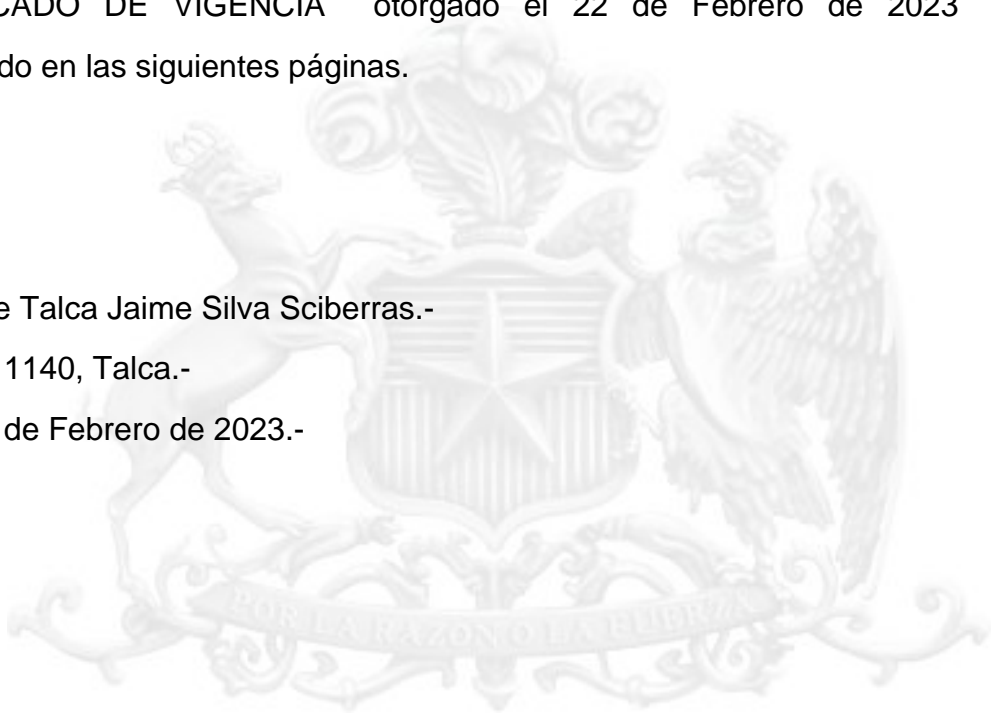 CADO DE VIGENCIA otorgado el 22 de Febrero de 2023
do en las siguientes páginas.
e Talca Jaime Silva Sciberras.-
1140, Talca.-
de Febrero de 2023.-
POR LA RAZON O LA FUERZA